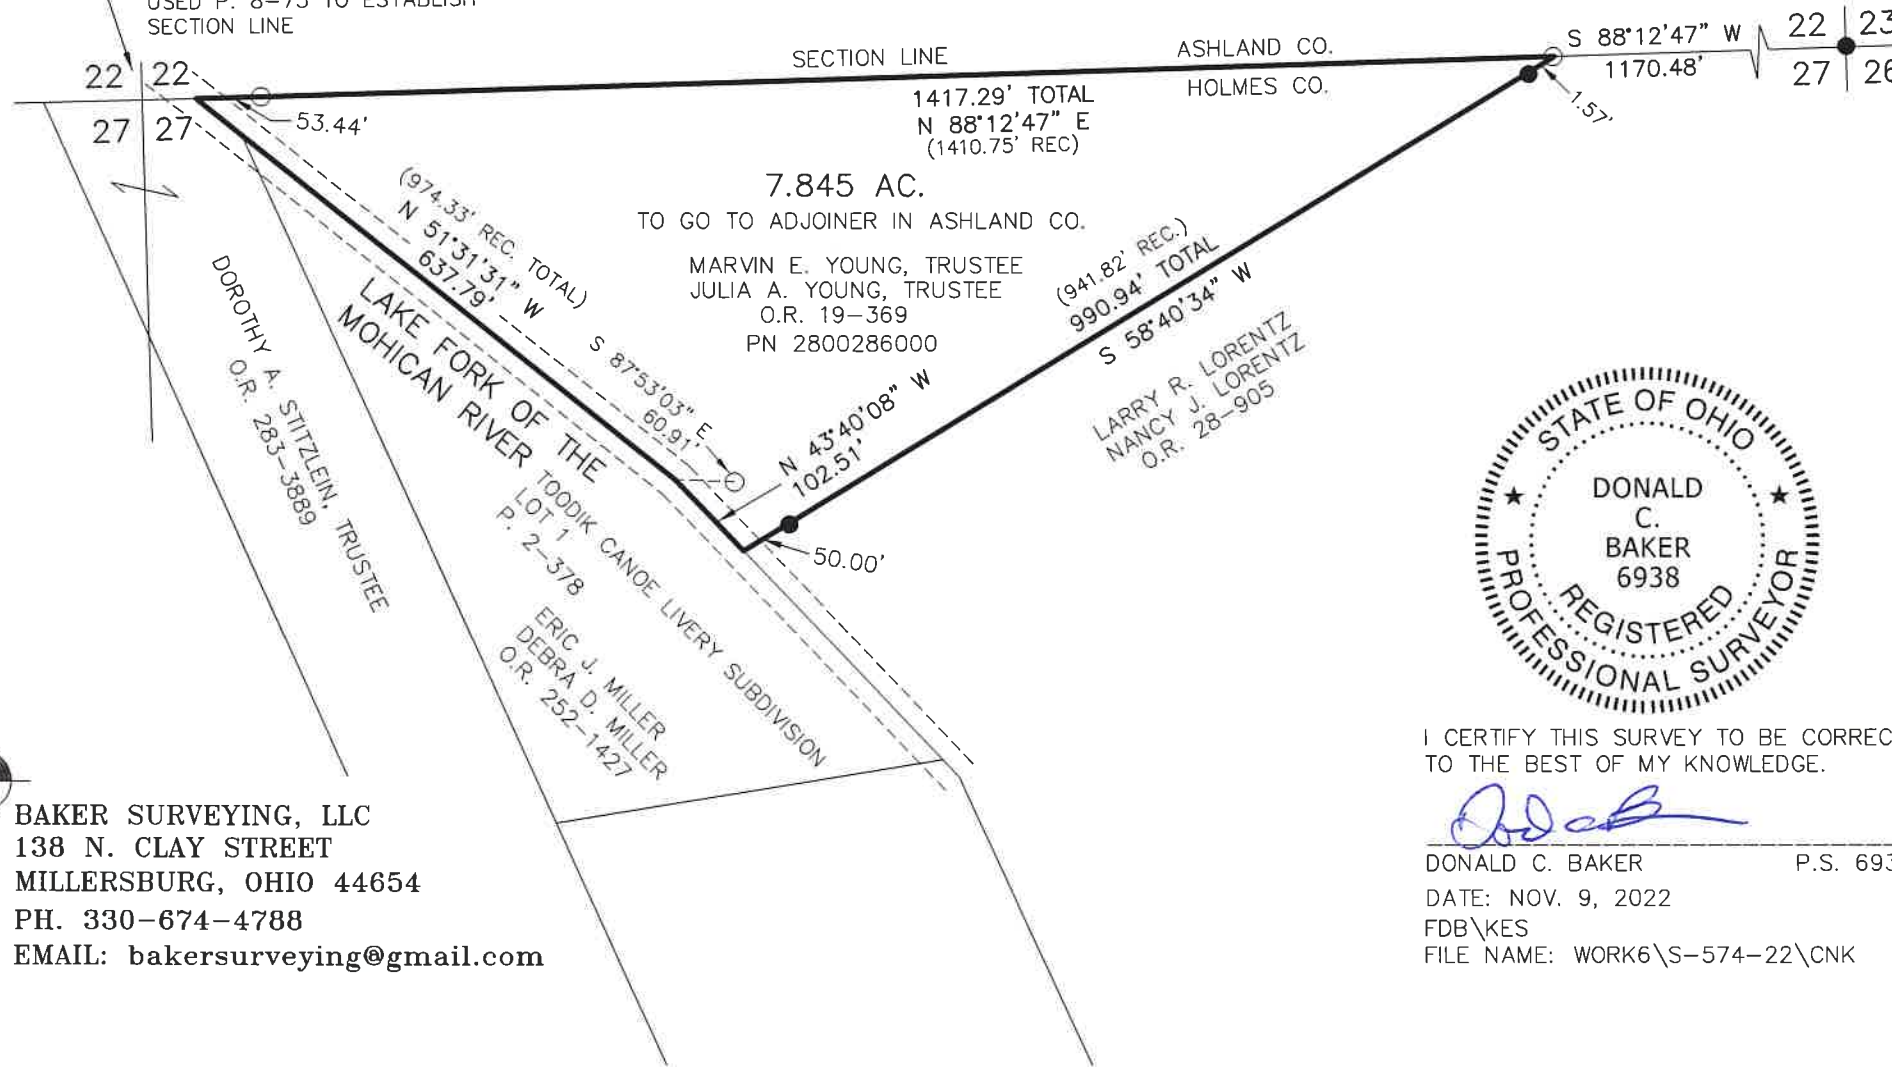 USED P. 8-75 TO ESTABLISH
SECTION LINE
22 22
27 27
SECTION LINE
ASHLAND CO.
HOLMES CO.
S 88°12'47" W
1170.48'
22 23
27 26
1.57'
53.44'
1417.29' TOTAL
N 88°12'47" E
(1410.75' REC)
7.845 AC.
TO GO TO ADJOINER IN ASHLAND CO.
MARVIN E. YOUNG, TRUSTEE
JULIA A. YOUNG, TRUSTEE
O.R. 19-369
PN 2800286000
(974.33' REC. TOTAL)
N 51°31'31" W
637.79'
(941.82' REC.)
990.94' TOTAL
S 58°40'34" W
LARRY R. LORENTZ
NANCY J. LORENTZ
O.R. 28-905
LAKE FORK OF THE
MOHICAN RIVER
S 87°53'03" E
60.91'
N 43°40'08" W
102.51'
50.00'
DOROTHY A. STITZLEIN, TRUSTEE
O.R. 283-3889
TOODIK CANOE LIVERY SUBDIVISION
LOT 1
P. 2-378
ERIC J. MILLER
DEBRA D. MILLER
O.R. 252-1427
STATE OF OHIO
DONALD
C.
BAKER
6938
REGISTERED
PROFESSIONAL SURVEYOR
I CERTIFY THIS SURVEY TO BE CORREC
TO THE BEST OF MY KNOWLEDGE.
DONALD C. BAKER P.S. 693
DATE: NOV. 9, 2022
FDB\KES
FILE NAME: WORK6\S-574-22\CNK
BAKER SURVEYING, LLC
138 N. CLAY STREET
MILLERSBURG, OHIO 44654
PH. 330-674-4788
EMAIL: bakersurveying@gmail.com